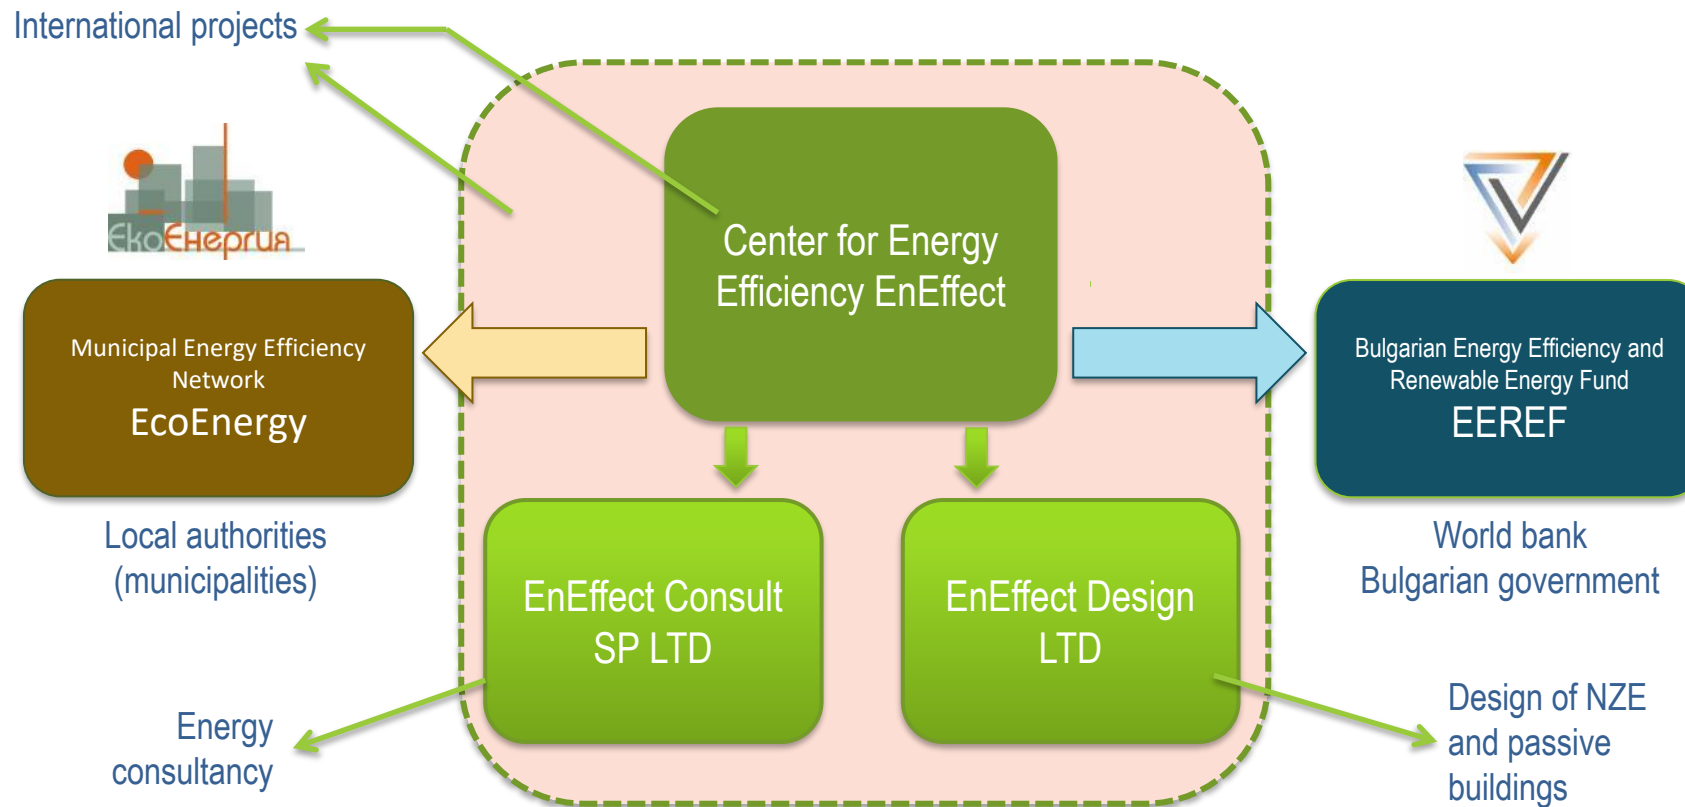 International projects
ЕкоЕнергия
Center for Energy
Efficiency EnEffect
Municipal Energy Efficiency
Network
EcoEnergy
Bulgarian Energy Efficiency and
Renewable Energy Fund
EEREF
Local authorities
(municipalities)
World bank
Bulgarian government
EnEffect Consult
SP LTD
EnEffect Design
LTD
Energy
consultancy
Design of NZE
and passive
buildings